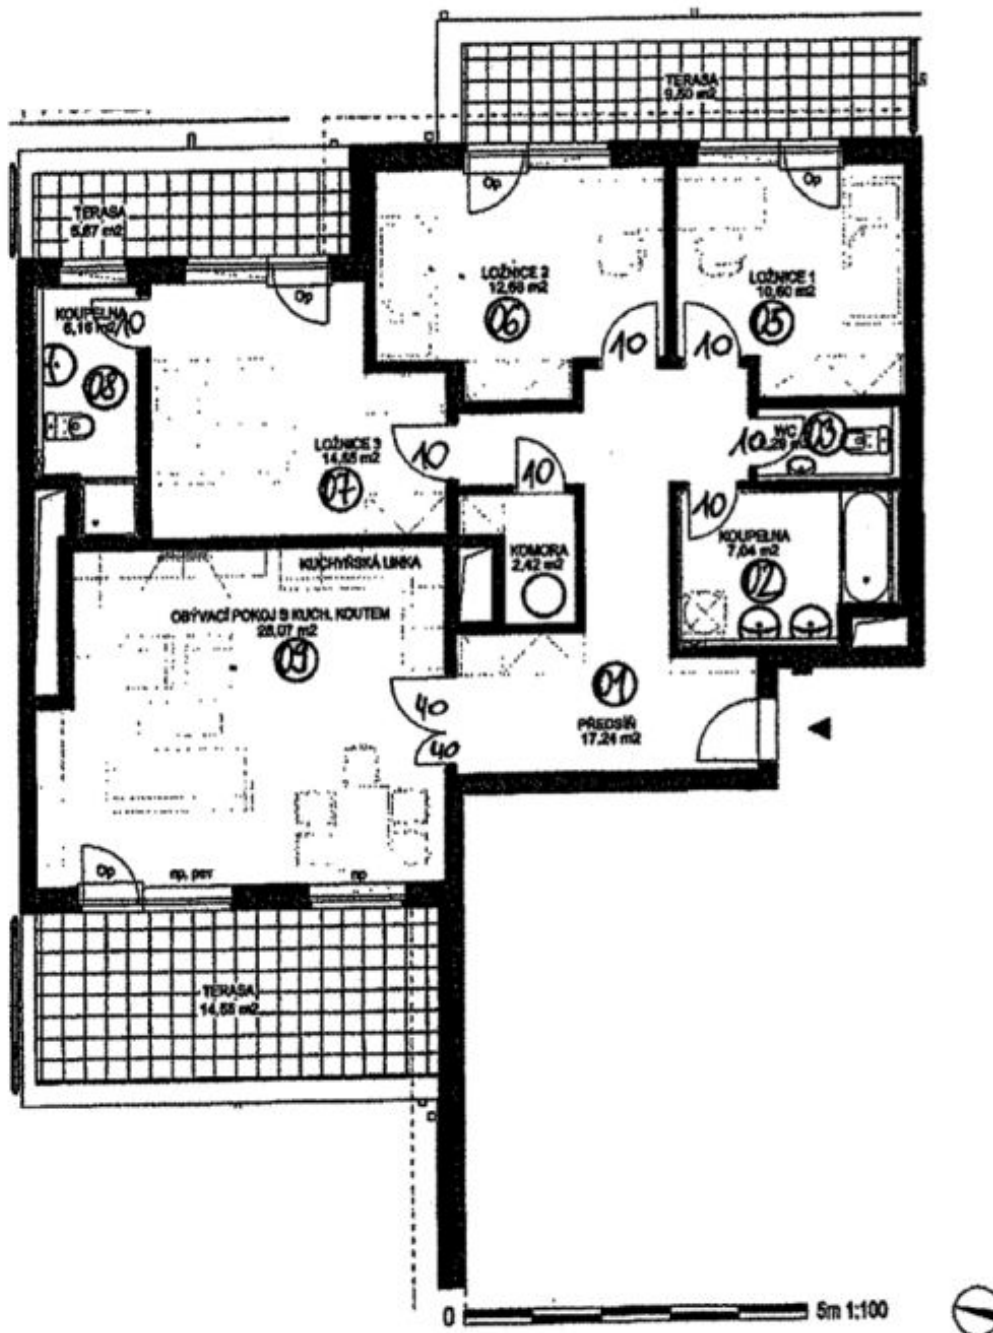 TERASA
9,50 m2
TERASA
5,67 m2
Op
Op
LOŽNICE 2
12,68 m2
06
LOŽNICE 1
10,60 m2
05
Op
KOUPELNA
6,16 m2
10
08
10
10
LOŽNICE 3
14,55 m2
07
10
10
10
WC
03
10
KUCHYŇSKÁ LINKA
KOMORA
2,42 m2
KOUPELNA
7,04 m2
02
OBÝVACÍ POKOJ S KUCH. KOUTEM
28,07 m2
09
01
40
PŘEDSÍŇ
17,24 m2
40
Op
np, psv
np
TERASA
14,55 m2
0
5m 1:100